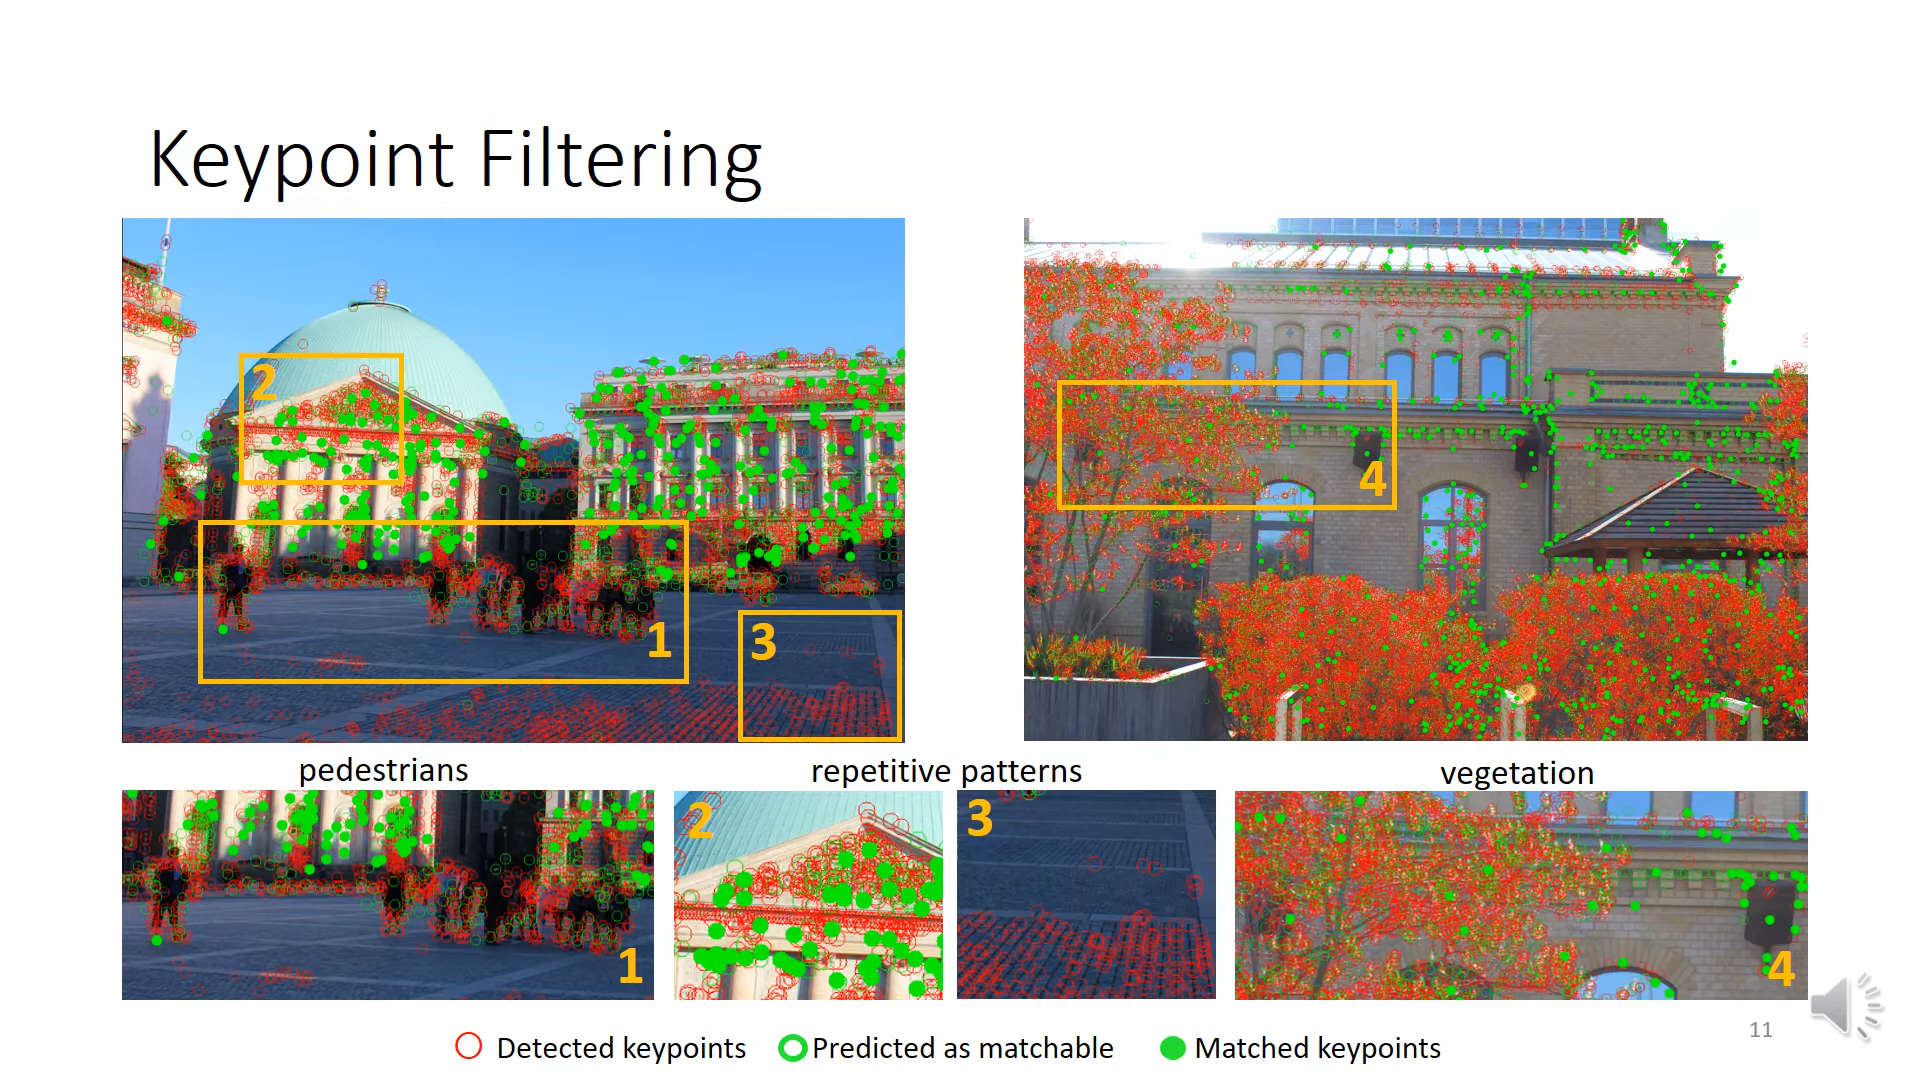 Keypoint Filtering
2
1
3
4
pedestrians
repetitive patterns
vegetation
1
2
3
4
Detected keypoints
Predicted as matchable
Matched keypoints
11